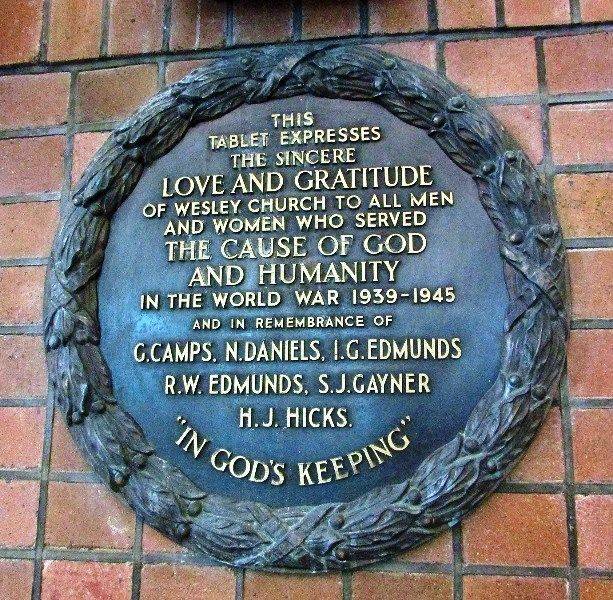 THIS
TABLET EXPRESSES
THE SINCERE
LOVE AND GRATITUDE
OF WESLEY CHURCH TO ALL MEN
AND WOMEN WHO SERVED
THE CAUSE OF GOD
AND HUMANITY
IN THE WORLD WAR 1939-1945
AND IN REMEMBRANCE OF
G.CAMPS. N.DANIELS, I.G.EDMUNDS
R.W. EDMUNDS, S.J.GAYNER
H.J. HICKS.
"IN GOD'S KEEPING"